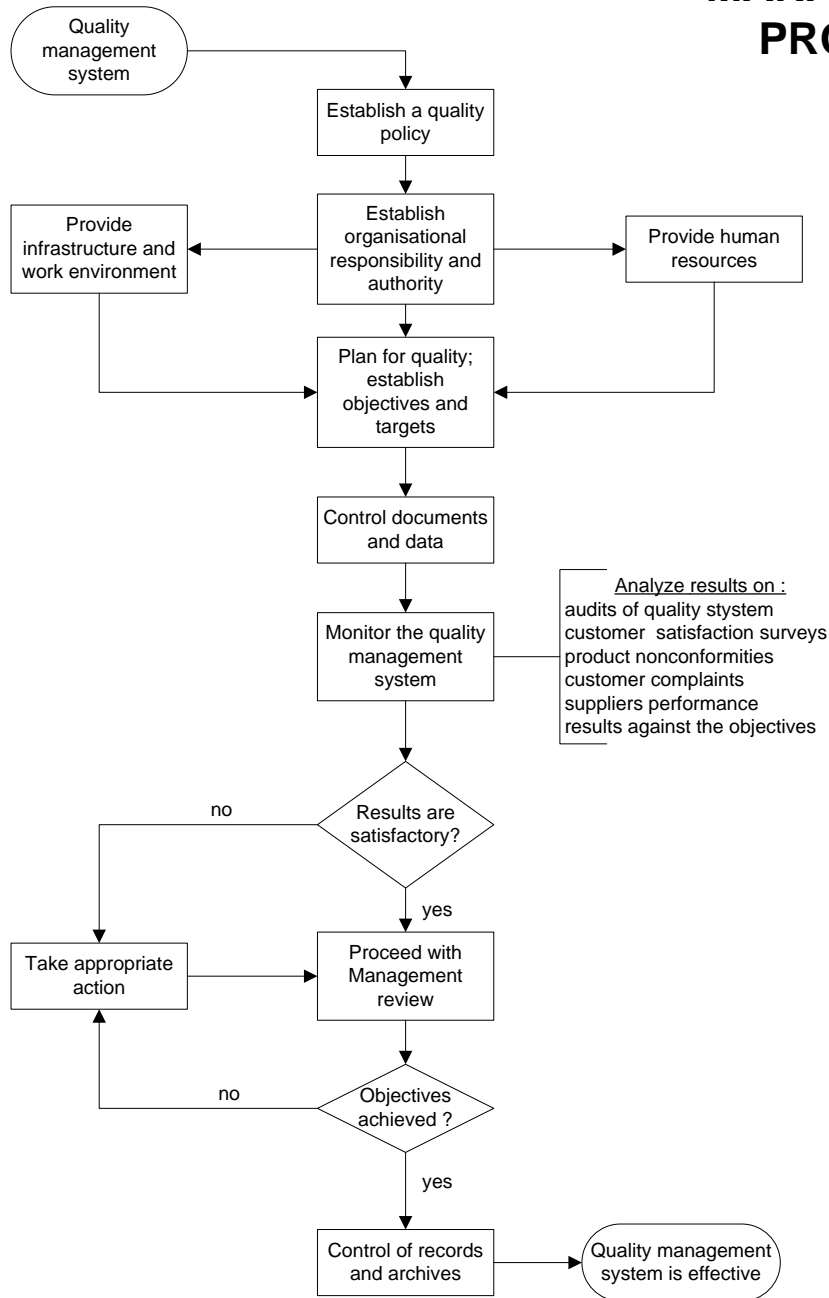 PRO
Quality
management
system
Establish a quality
policy
Provide
infrastructure and
work environment
Establish
organisational
responsibility and
authority
Provide human
resources
Plan for quality;
establish
objectives and
targets
Control documents
and data
Monitor the quality
management
system
Analyze results on :
audits of quality stystem
customer satisfaction surveys
product nonconformities
customer complaints
suppliers performance
results against the objectives
Results are
satisfactory?
no
yes
Take appropriate
action
Proceed with
Management
review
no
Objectives
achieved ?
yes
Control of records
and archives
Quality management
system is effective